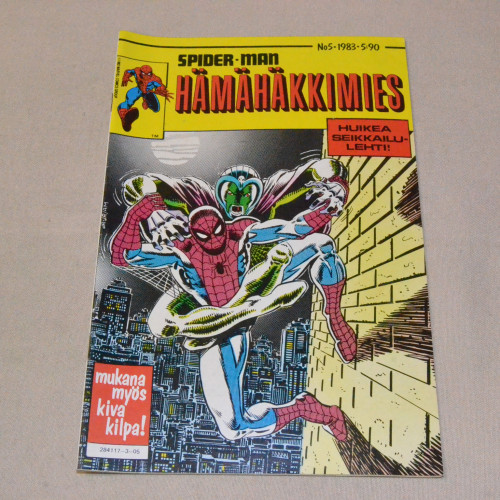 No5·1983·5·90
SPIDER-MAN
HÄMÄHÄKKIMIES
HUIKEA
SEIKKAILU-
LEHTI!
mukana
myös
kiva
kilpa!
284117-3-05